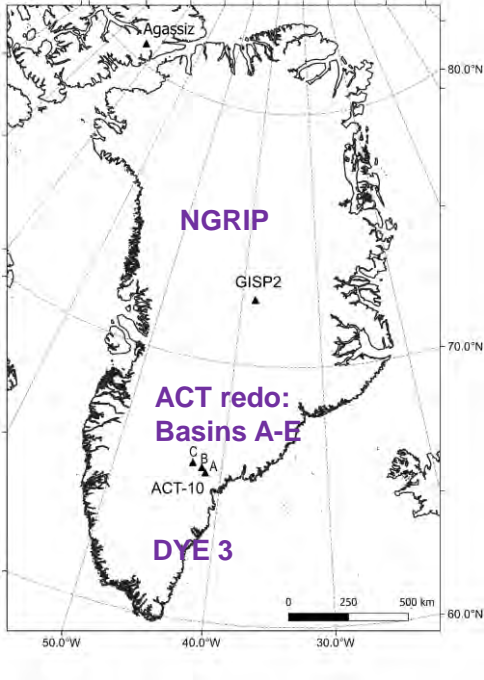 Agassiz
80.0°N
NGRIP
GISP2
70.0°N
ACT redo:
Basins A-E
C B A
ACT-10
DYE 3
0 250 500 km
60.0°N
50.0°W 40.0°W 30.0°W